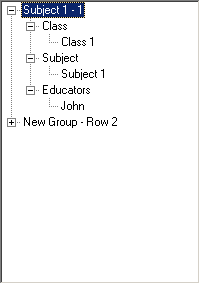 Subject 1 - 1
Class
Class 1
Subject
Subject 1
Educators
John
New Group - Row 2